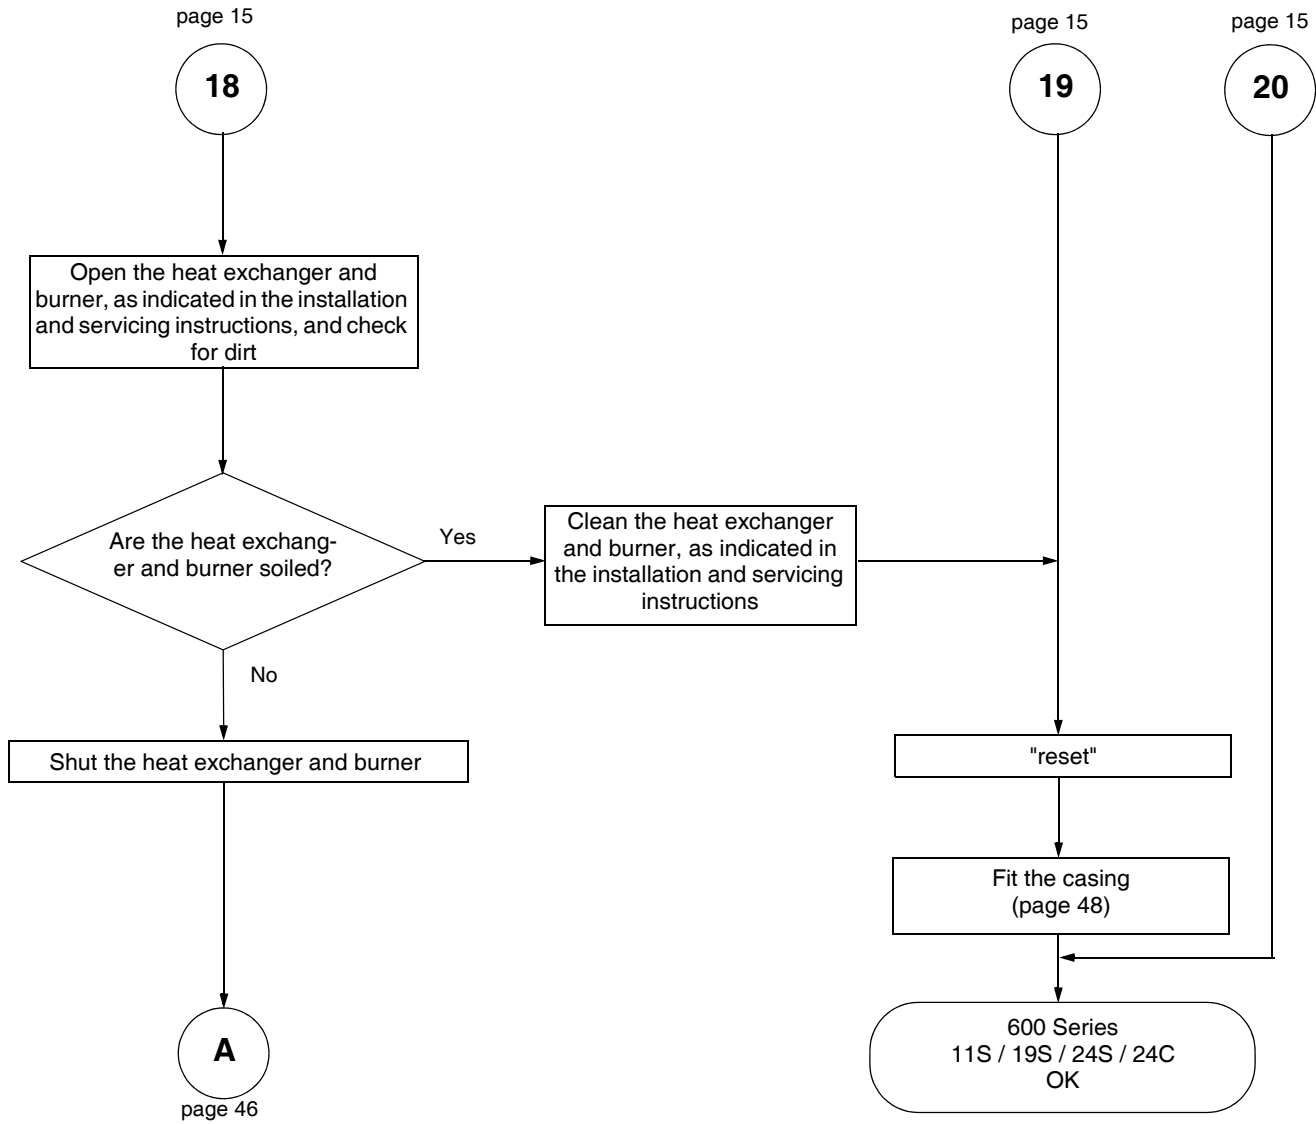 page 15
page 15
page 15
18
19
20
Open the heat exchanger and
burner, as indicated in the installation
and servicing instructions, and check
for dirt
Are the heat exchang-
er and burner soiled?
Yes
Clean the heat exchanger
and burner, as indicated in
the installation and servicing
instructions
No
Shut the heat exchanger and burner
"reset"
Fit the casing
(page 48)
A
page 46
600 Series
11S / 19S / 24S / 24C
OK